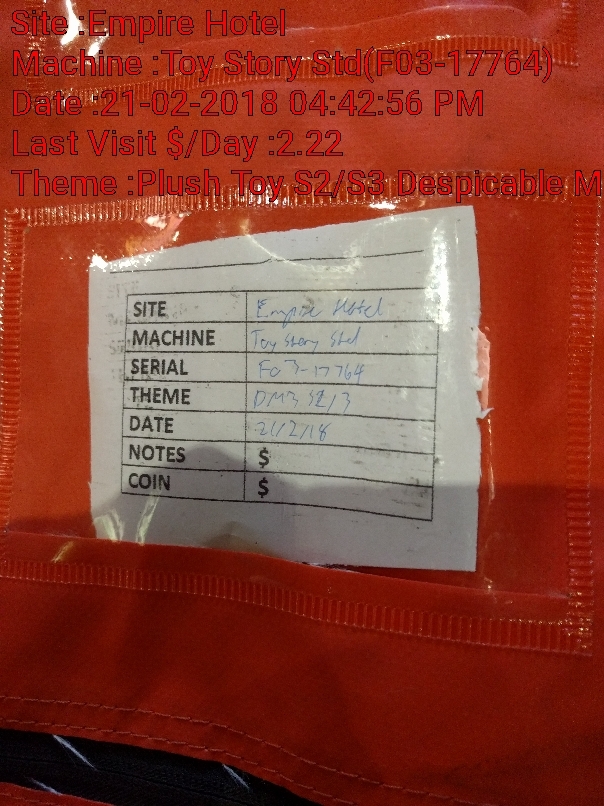 Site :Empire Hotel
Machine :Toy Story Std(F03-17764)
Date :21-02-2018 04:42:56 PM
Last Visit $/Day :2.22
Theme :Plush Toy S2/S3 Despicable M
SITE Empire Hotel
MACHINE Toy Story Std
SERIAL F03-17764
THEME DM3 S2/3
DATE 21/2/18
NOTES $
COIN $